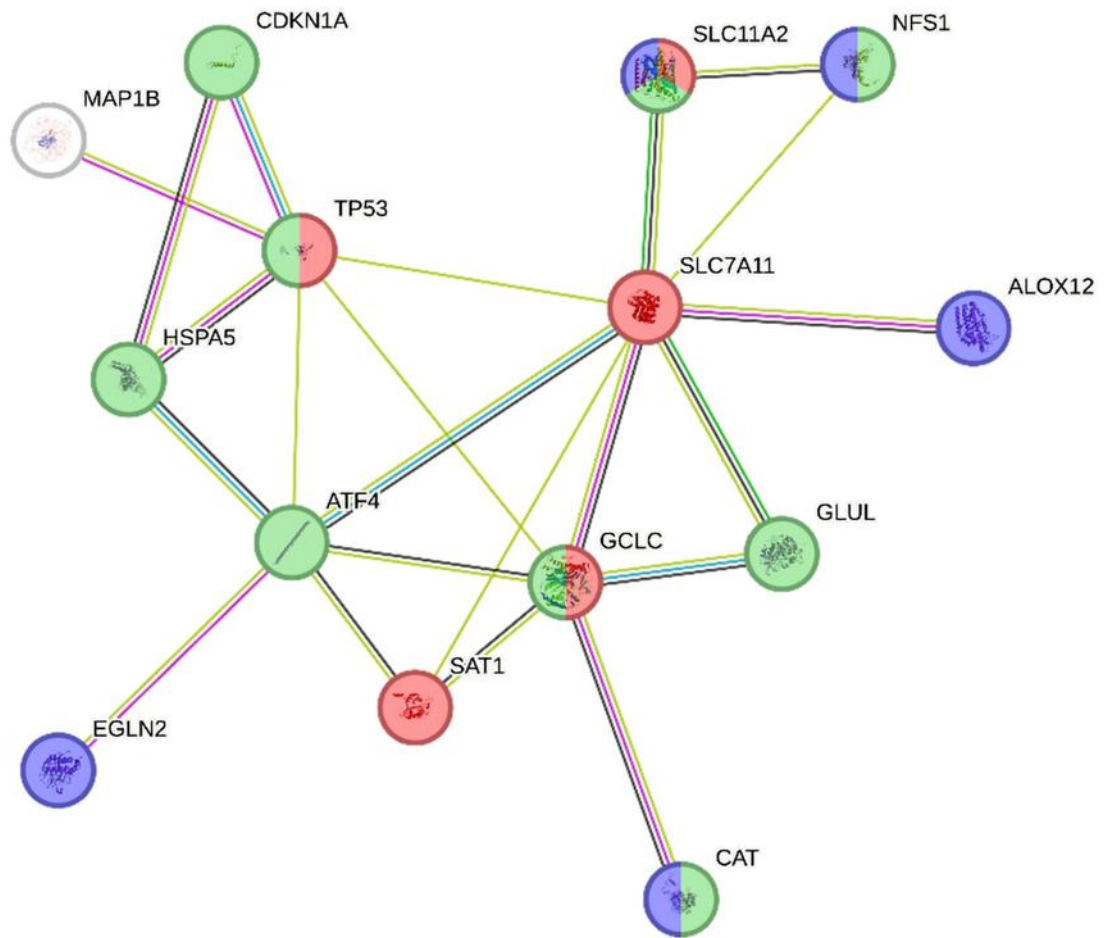 CDKN1A
SLC11A2
NFS1
MAP1B
TP53
SLC7A11
ALOX12
HSPA5
ATF4
GLUL
GCLC
SAT1
EGLN2
CAT